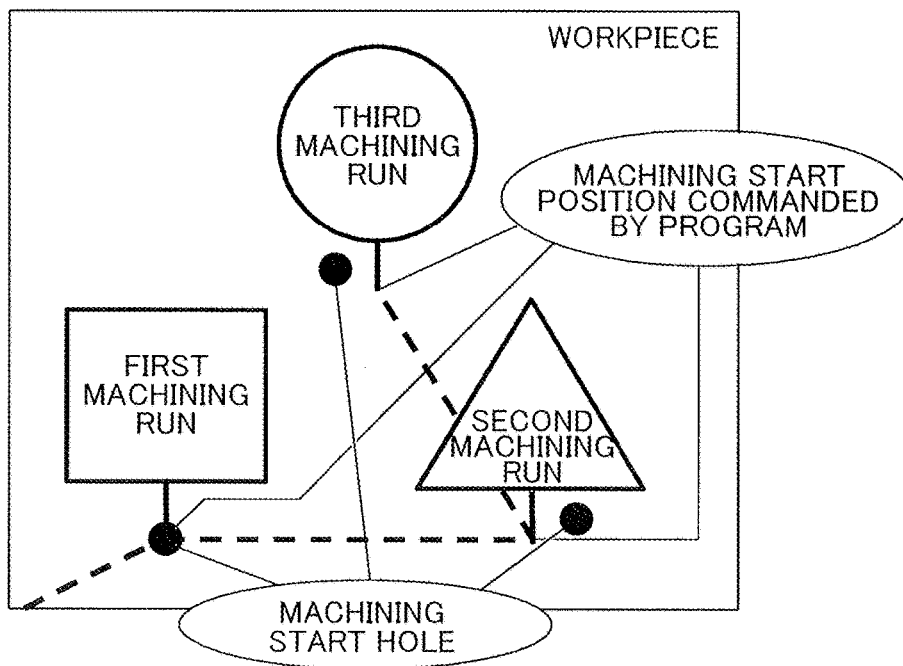 WORKPIECE
THIRD
MACHINING
RUN
MACHINING START
POSITION COMMANDED
BY PROGRAM
FIRST
MACHINING
RUN
SECOND
MACHINING
RUN
MACHINING
START HOLE